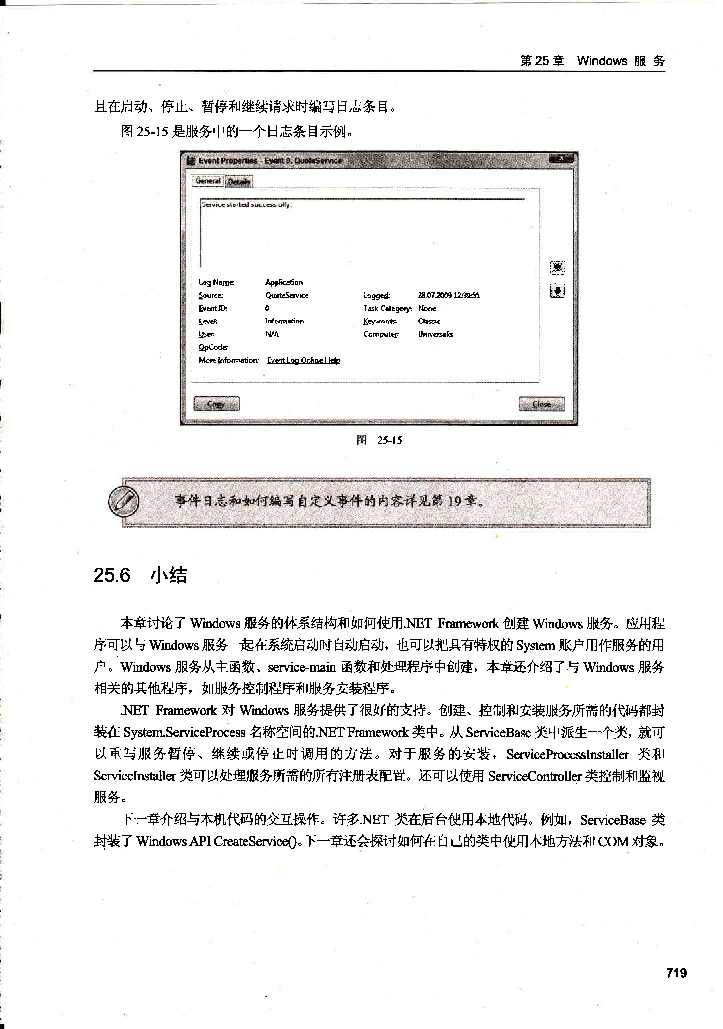 第25章 Windows 服 务
且在启动、停止、暂停和继续请求时编写日志条目。
图 25-15 是服务中的一个日志条目示例。
Event Properties - Event 0, QuoteService
General Details
Service started successfully.
Log Name: Application
Source: QuoteService Logged: 28.07.2009 12:39:55
Event ID: 0 Task Category: None
Level: Information Keywords: Classic
User: N/A Computer: Universalis
OpCode:
More Information: Event Log Online Help
Copy Close
图 25-15
事件日志和如何编写自定义事件的内容详见第 19 章。
25.6 小结
本章讨论了 Windows 服务的体系结构和如何使用.NET Framework 创建 Windows 服务。应用程
序可以与 Windows 服务一起在系统启动时自动启动，也可以把具有特权的 System 账户用作服务的用
户。Windows 服务从主函数、service-main 函数和处理程序中创建，本章还介绍了与 Windows 服务
相关的其他程序，如服务控制程序和服务安装程序。
.NET Framework 对 Windows 服务提供了很好的支持。创建、控制和安装服务所需的代码都封
装在 System.ServiceProcess 名称空间的.NET Framework 类中。从 ServiceBase 类中派生一个类，就可
以重写服务暂停、继续或停止时调用的方法。对于服务的安装，ServiceProcessInstaller 类和
ServiceInstaller 类可以处理服务所需的所有注册表配置。还可以使用 ServiceController 类控制和监视
服务。
下一章介绍与本机代码的交互操作。许多.NET 类在后台使用本地代码。例如，ServiceBase 类
封装了 Windows API CreateService()。下一章还会探讨如何在自己的类中使用本地方法和 COM 对象。
719